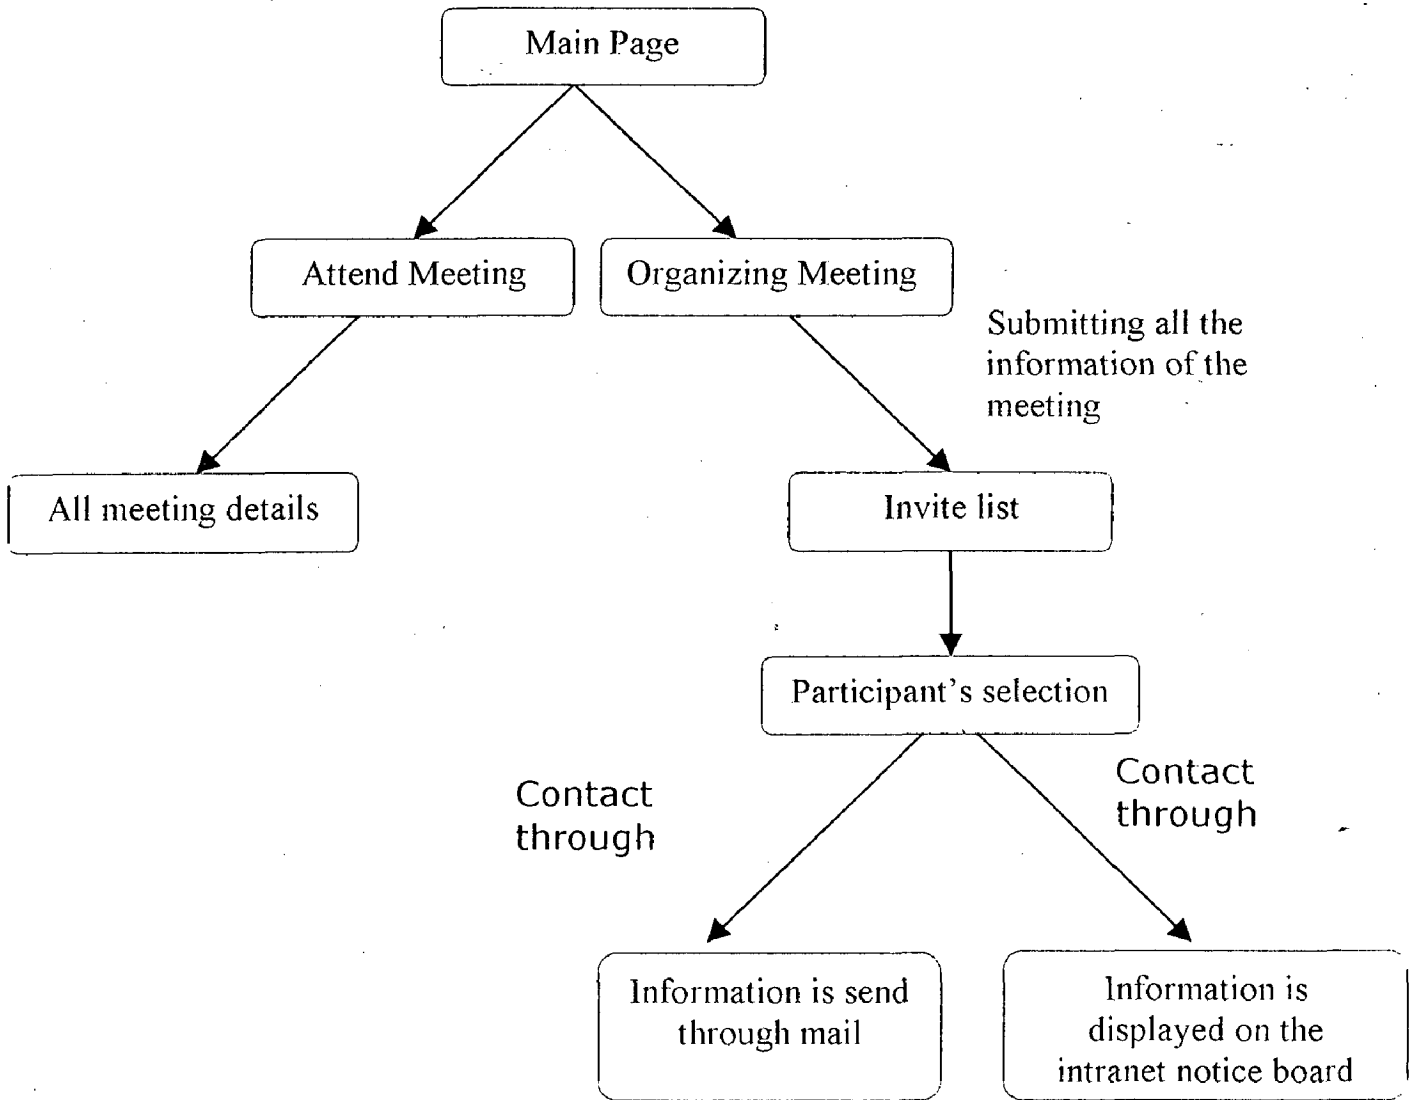 Main Page
Attend Meeting
Organizing Meeting
Submitting all the
information of the
meeting
All meeting details
Invite list
Participant's selection
Contact
through
Contact
through
Information is send
through mail
Information is
displayed on the
intranet notice board